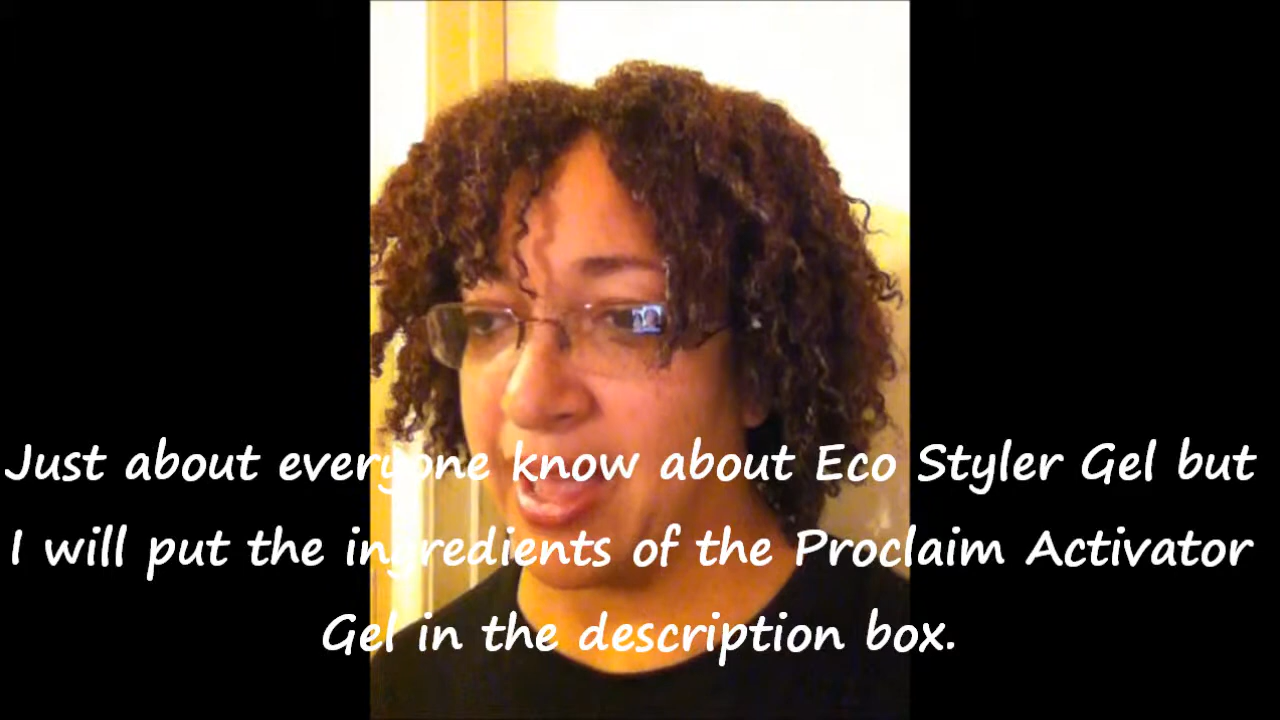 Just about everyone know about Eco Styler Gel but
I will put the ingredients of the Proclaim Activator
Gel in the description box.